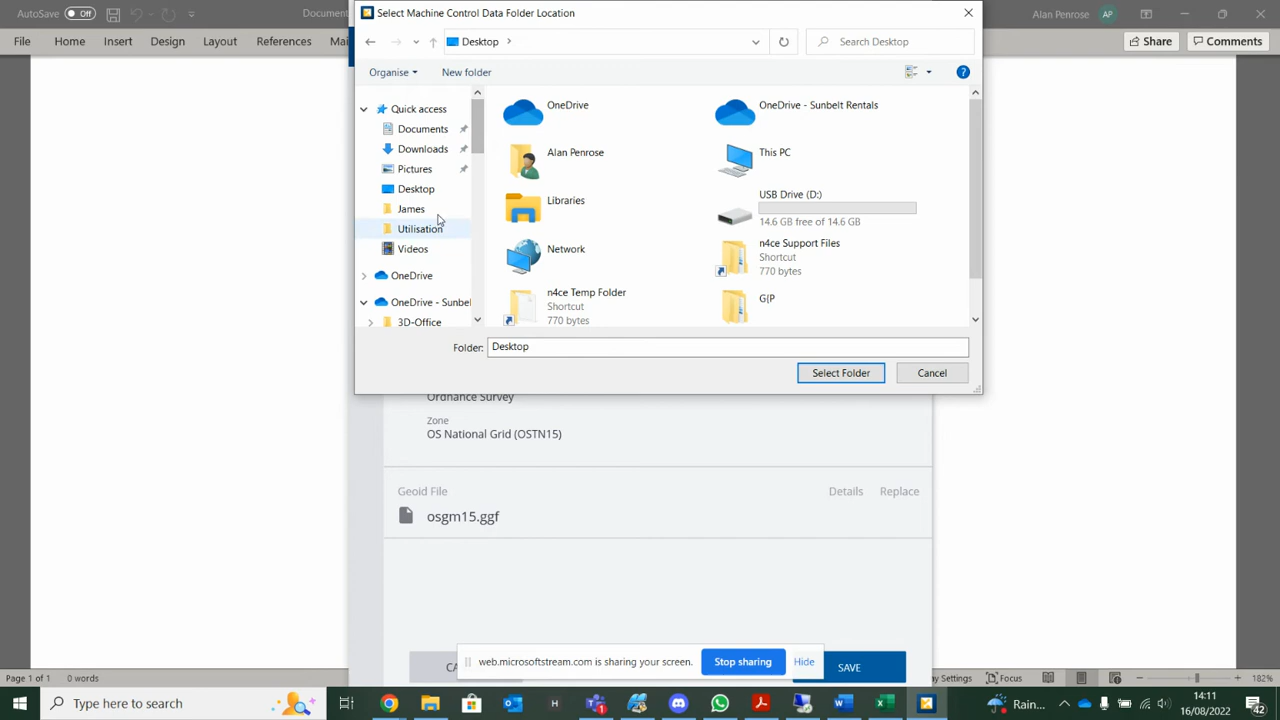 AutoSave Off Document Alan Penrose AP
Select Machine Control Data Folder Location
File Home Insert Design Layout References Mai Share Comments
Desktop Search Desktop
Organise New folder
Quick access
Documents
Downloads
Pictures
Desktop
James
Utilisation
Videos
OneDrive
OneDrive - Sunbel
3D-Office
OneDrive
OneDrive - Sunbelt Rentals
Alan Penrose
This PC
Libraries
USB Drive (D:)
14.6 GB free of 14.6 GB
Network
n4ce Support Files
Shortcut
770 bytes
n4ce Temp Folder
Shortcut
770 bytes
G(P
Folder: Desktop
Select Folder Cancel
Ordnance Survey
Zone
OS National Grid (OSTN15)
Geoid File Details Replace
osgm15.ggf
CA
web.microsoftstream.com is sharing your screen. Stop sharing Hide
SAVE
Page 1 of 1 0 words ay Settings Focus 182%
Type here to search
H
1
Rain...
14:11
16/08/2022
42